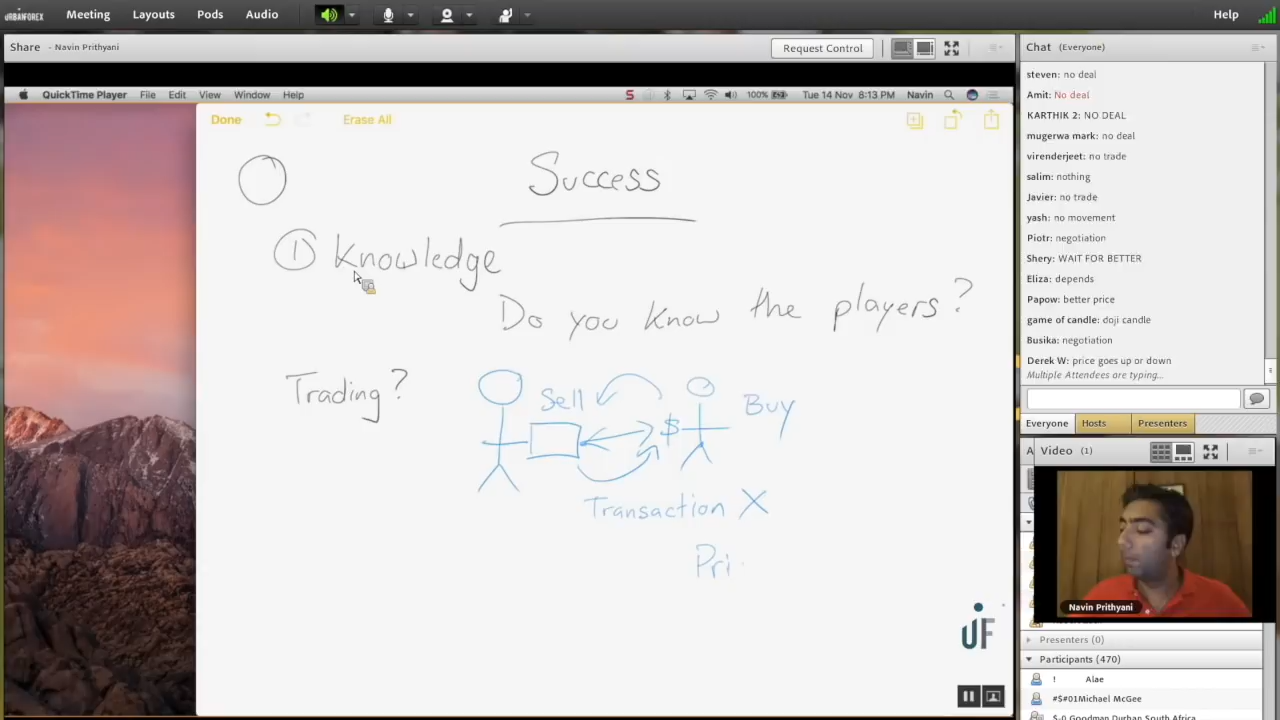 URBANFOREX
Meeting Layouts Pods Audio Help
Share - Navin Prithyani
Request Control
QuickTime Player File Edit View Window Help
S 100% Tue 14 Nov 8:13 PM Navin
Done Erase All
Success
1 Knowledge
Do you know the players?
Trading?
Sell
$
Buy
Transaction X
Pri
UF
Chat (Everyone)
steven: no deal
Amit: No deal
KARTHIK 2: NO DEAL
mugerwa mark: no deal
virenderjeet: no trade
salim: nothing
Javier: no trade
yash: no movement
Piotr: negotiation
Shery: WAIT FOR BETTER
Eliza: depends
Papow: better price
game of candle: doji candle
Busika: negotiation
Derek W: price goes up or down
Multiple Attendees are typing...
Everyone Hosts Presenters
A Video (1)
Navin Prithyani
Presenters (0)
Participants (470)
! Alae
#$#01Michael McGee
$-0 Goodman Durban South Africa